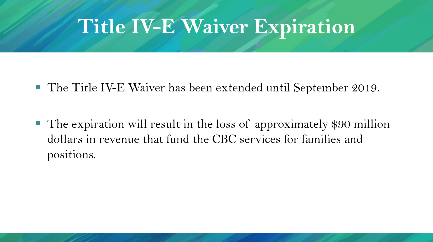 Title IV-E Waiver Expiration
The Title IV-E Waiver has been extended until September 2019.
The expiration will result in the loss of approximately $90 million
dollars in revenue that fund the CBC services for families and
positions.